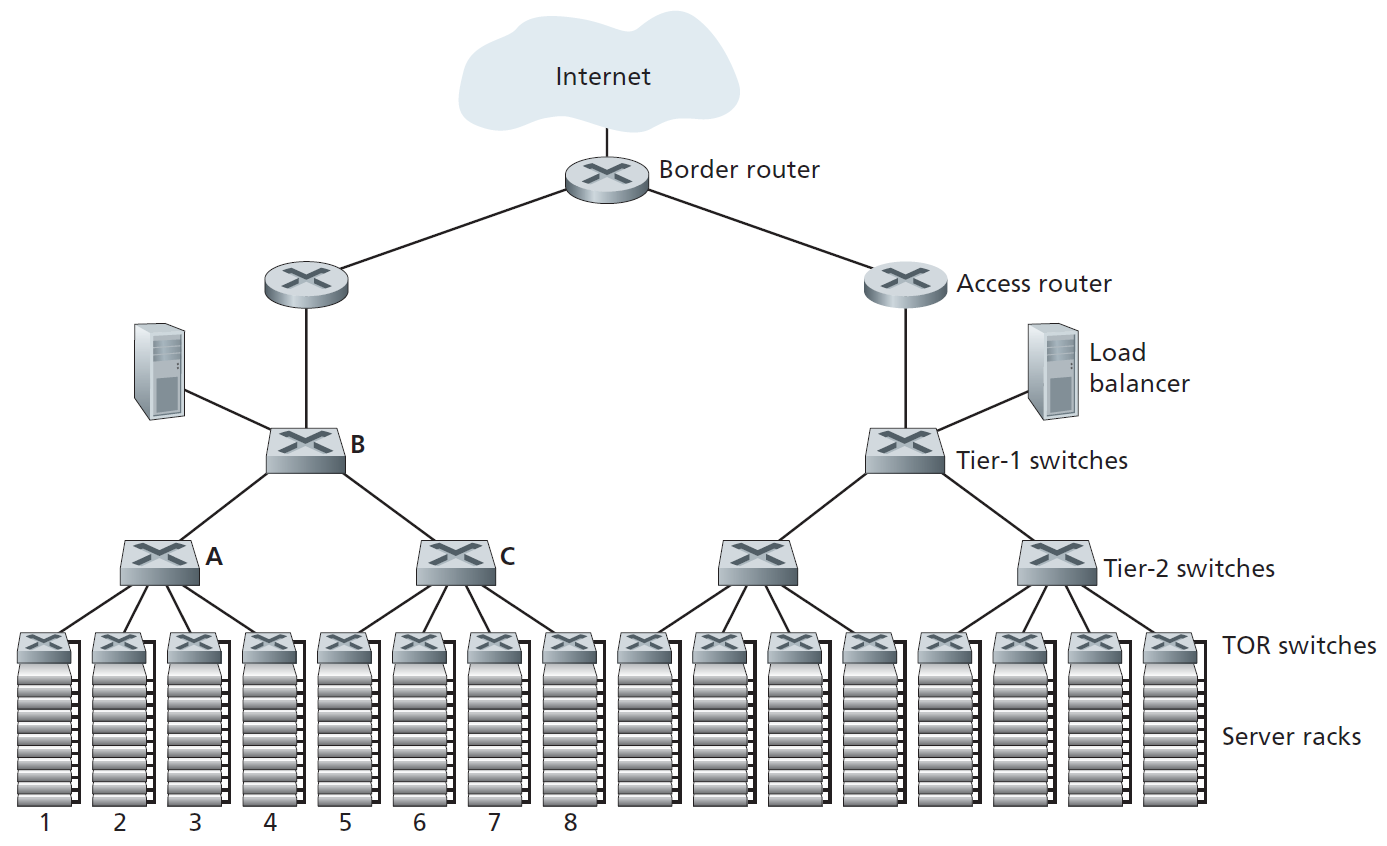 Internet
Border router
Access router
Load
balancer
B
Tier-1 switches
A
C
Tier-2 switches
TOR switches
Server racks
1 2 3 4 5 6 7 8